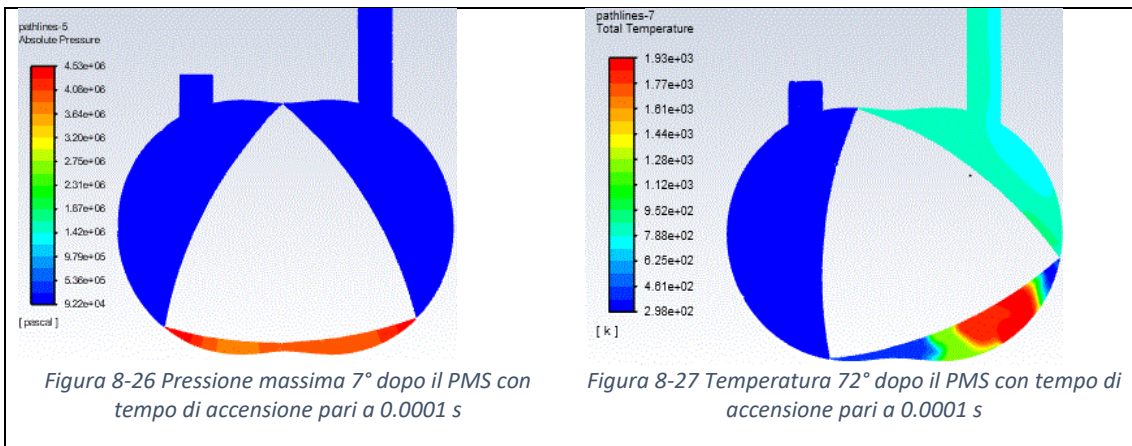 pathlines-5
Absolute Pressure
4.53e+06
4.08e+06
3.64e+06
3.20e+06
2.75e+06
2.31e+06
1.87e+06
1.42e+06
9.79e+05
5.36e+05
9.22e+04
[ pascal ]
Figura 8-26 Pressione massima 7° dopo il PMS con
tempo di accensione pari a 0.0001 s
pathlines-7
Total Temperature
1.93e+03
1.77e+03
1.61e+03
1.44e+03
1.28e+03
1.12e+03
9.52e+02
7.88e+02
6.25e+02
4.61e+02
2.98e+02
[ k ]
Figura 8-27 Temperatura 72° dopo il PMS con tempo di
accensione pari a 0.0001 s